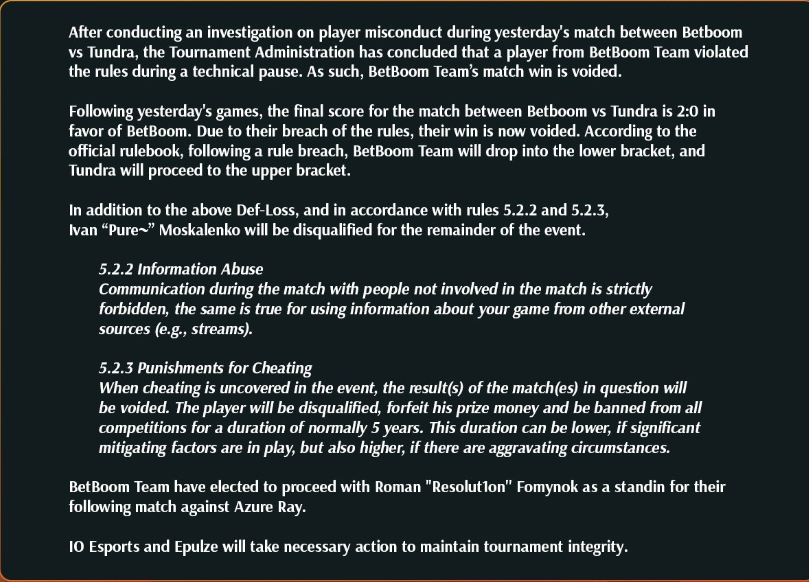 After conducting an investigation on player misconduct during yesterday's match between Betboom
vs Tundra, the Tournament Administration has concluded that a player from BetBoom Team violated
the rules during a technical pause. As such, BetBoom Team's match win is voided.
Following yesterday's games, the final score for the match between Betboom vs Tundra is 2:0 in
favor of BetBoom. Due to their breach of the rules, their win is now voided. According to the
official rulebook, following a rule breach, BetBoom Team will drop into the lower bracket, and
Tundra will proceed to the upper bracket.
In addition to the above Def-Loss, and in accordance with rules 5.2.2 and 5.2.3,
Ivan “Pure~” Moskalenko will be disqualified for the remainder of the event.
5.2.2 Information Abuse
Communication during the match with people not involved in the match is strictly
forbidden, the same is true for using information about your game from other external
sources (e.g., streams).
5.2.3 Punishments for Cheating
When cheating is uncovered in the event, the result(s) of the match(es) in question will
be voided. The player will be disqualified, forfeit his prize money and be banned from all
competitions for a duration of normally 5 years. This duration can be lower, if significant
mitigating factors are in play, but also higher, if there are aggravating circumstances.
BetBoom Team have elected to proceed with Roman "Resolut1on" Fomynok as a standin for their
following match against Azure Ray.
IO Esports and Epulze will take necessary action to maintain tournament integrity.